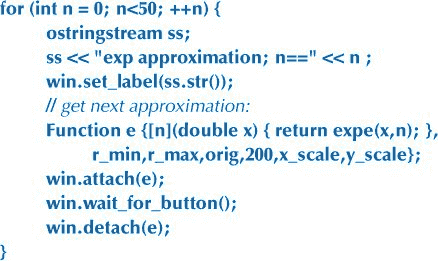 for (int n = 0; n<50; ++n) {
ostringstream ss;
ss << "exp approximation; n==" << n ;
win.set_label(ss.str());
// get next approximation:
Function e {[n](double x) { return expe(x,n); },
r_min,r_max,orig,200,x_scale,y_scale};
win.attach(e);
win.wait_for_button();
win.detach(e);
}